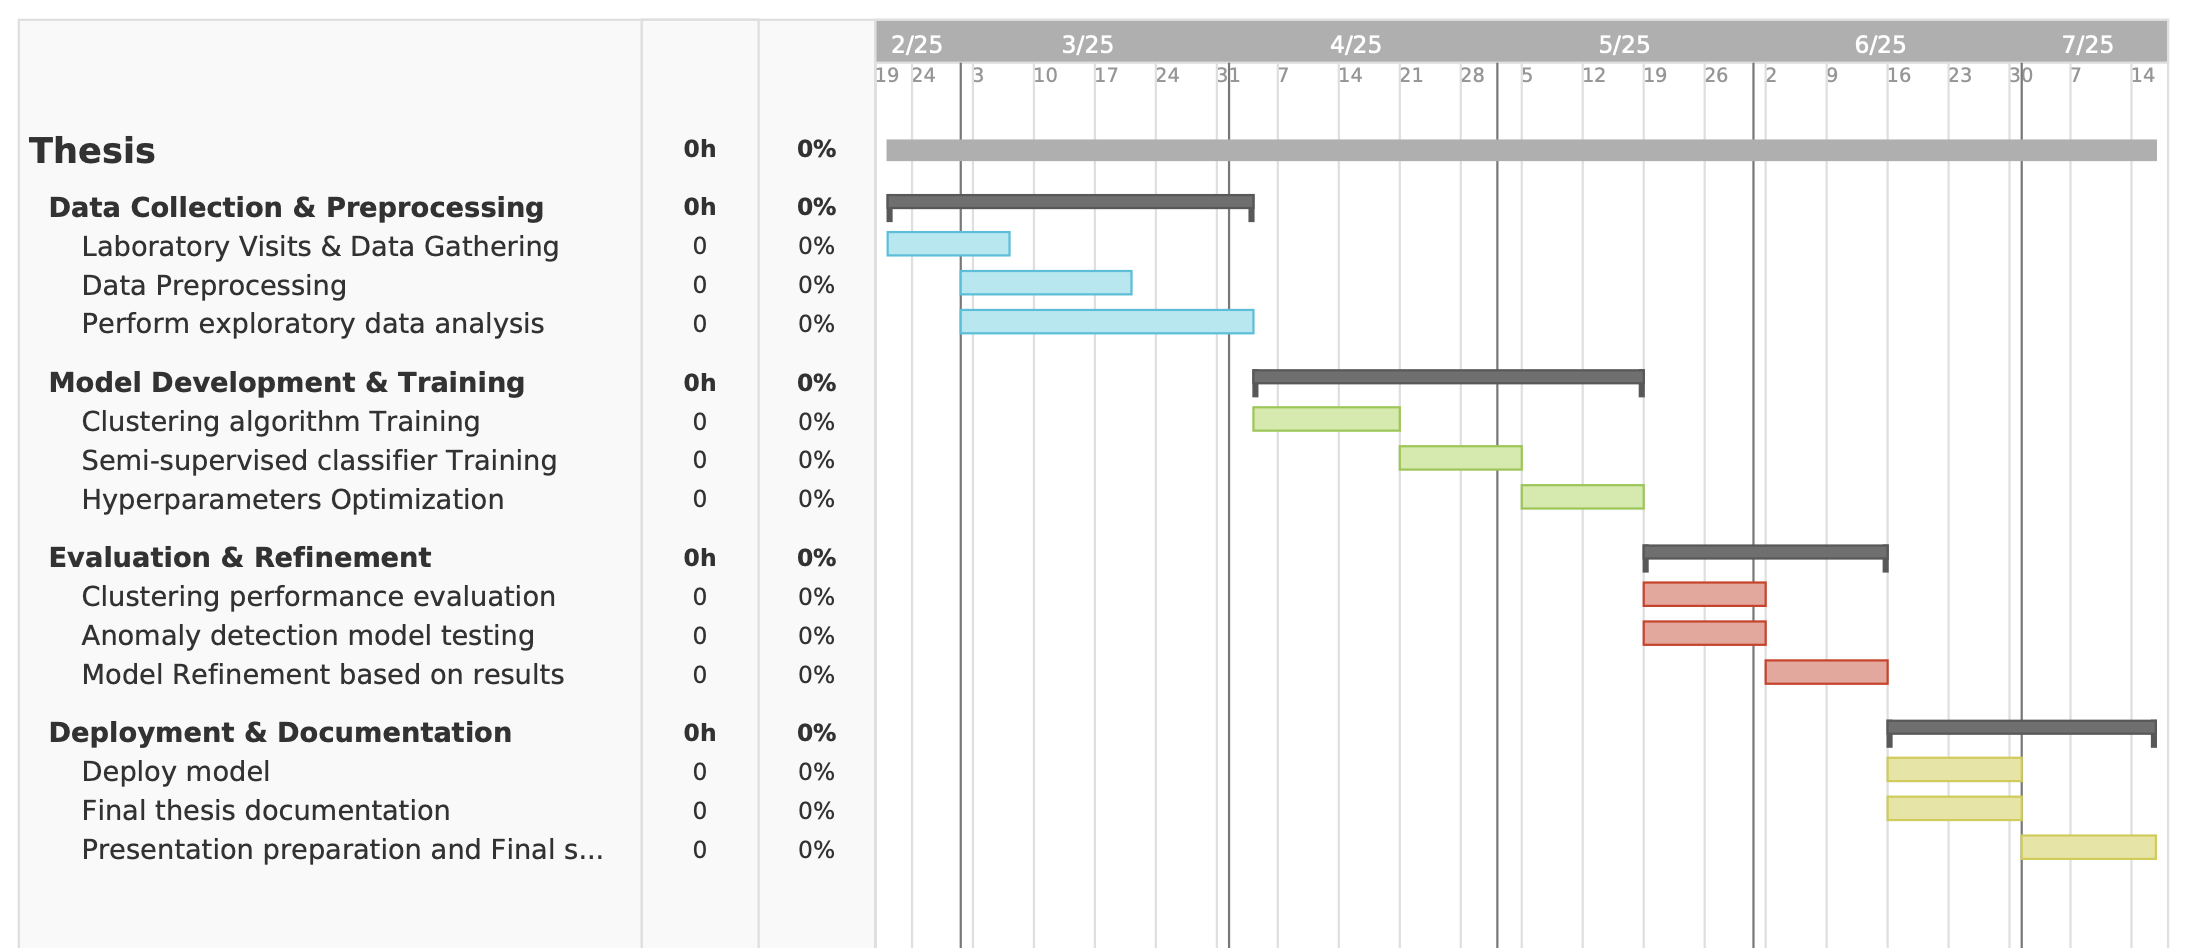 2/25 3/25 4/25 5/25 6/25 7/25
19 24 3 10 17 24 31 7 14 21 28 5 12 19 26 2 9 16 23 30 7 14
Thesis 0h 0%
Data Collection & Preprocessing 0h 0%
Laboratory Visits & Data Gathering 0 0%
Data Preprocessing 0 0%
Perform exploratory data analysis 0 0%
Model Development & Training 0h 0%
Clustering algorithm Training 0 0%
Semi-supervised classifier Training 0 0%
Hyperparameters Optimization 0 0%
Evaluation & Refinement 0h 0%
Clustering performance evaluation 0 0%
Anomaly detection model testing 0 0%
Model Refinement based on results 0 0%
Deployment & Documentation 0h 0%
Deploy model 0 0%
Final thesis documentation 0 0%
Presentation preparation and Final s... 0 0%